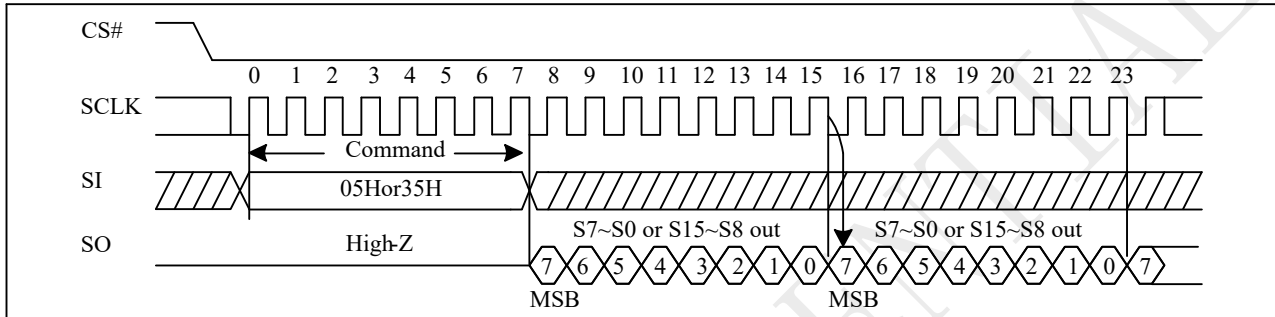 CS#
0 1 2 3 4 5 6 7 8 9 10 11 12 13 14 15 16 17 18 19 20 21 22 23
SCLK
Command
SI
05Hor35H
S7~S0 or S15~S8 out S7~S0 or S15~S8 out
SO
High-Z
7 6 5 4 3 2 1 0 7 6 5 4 3 2 1 0 7
MSB MSB